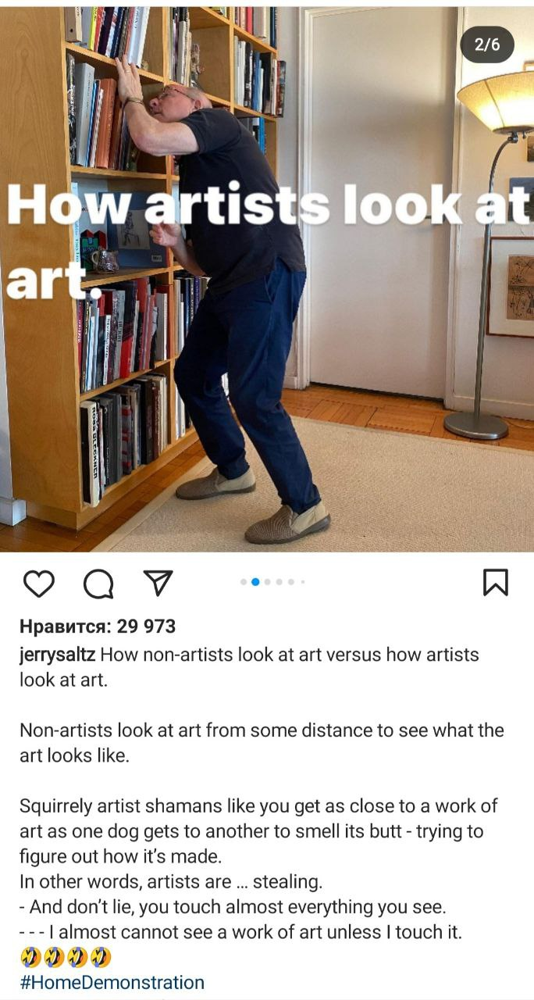 2/6
How artists look at
art.
ROSS BLECKNER
Нравится: 29 973
jerrysaltz How non-artists look at art versus how artists
look at art.
Non-artists look at art from some distance to see what the
art looks like.
Squirrely artist shamans like you get as close to a work of
art as one dog gets to another to smell its butt - trying to
figure out how it’s made.
In other words, artists are … stealing.
- And don’t lie, you touch almost everything you see.
- - - I almost cannot see a work of art unless I touch it.
🤣🤣🤣🤣
#HomeDemonstration